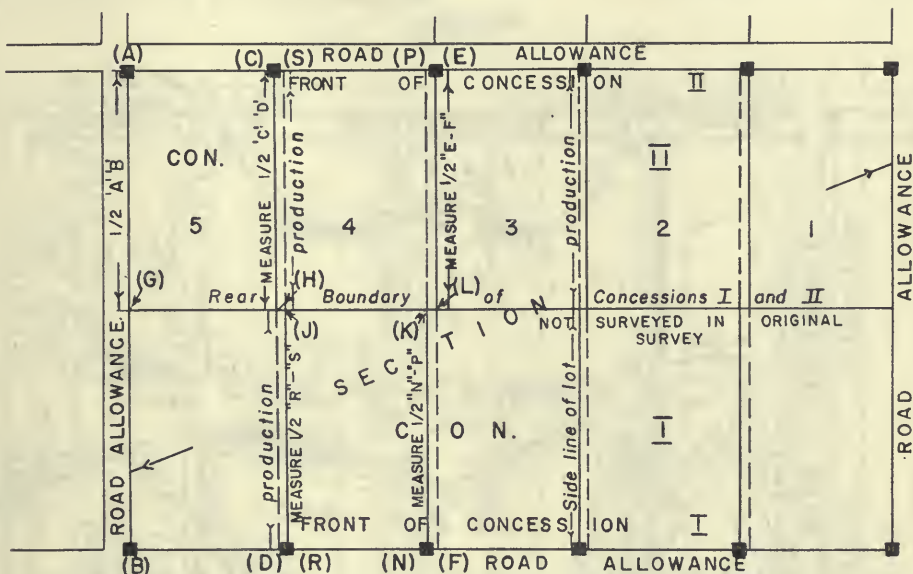 (A) (C) (S) ROAD (P) (E) ALLOWANCE
FRONT OF CONCESSION II
1/2 'A' B
MEASURE 1/2 'C' 'D'
production
MEASURE 1/2 "E-F"
production
CON. II
5 4 3 2 1
ALLOWANCE
(G) (H) (L)
Rear Boundary of Concessions I and II
(J) (K) NOT SURVEYED IN ORIGINAL
SURVEY
SECTION
ROAD ALLOWANCE
production
MEASURE 1/2 "R"-"S"
MEASURE 1/2 "N"-"P"
Side line of lot
CON. I
ROAD
FRONT OF CONCESSION I
(B) (D) (R) (N) (F) ROAD ALLOWANCE